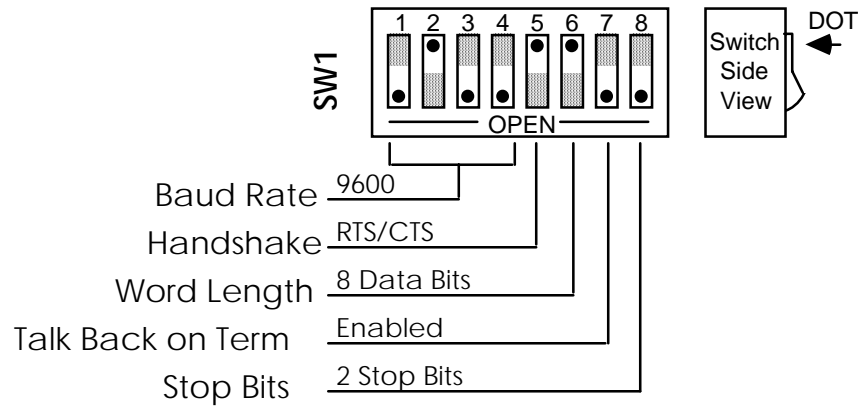 1 2 3 4 5 6 7 8
SW1
OPEN
Switch
Side
View
DOT
Baud Rate 9600
Handshake RTS/CTS
Word Length 8 Data Bits
Talk Back on Term Enabled
Stop Bits 2 Stop Bits